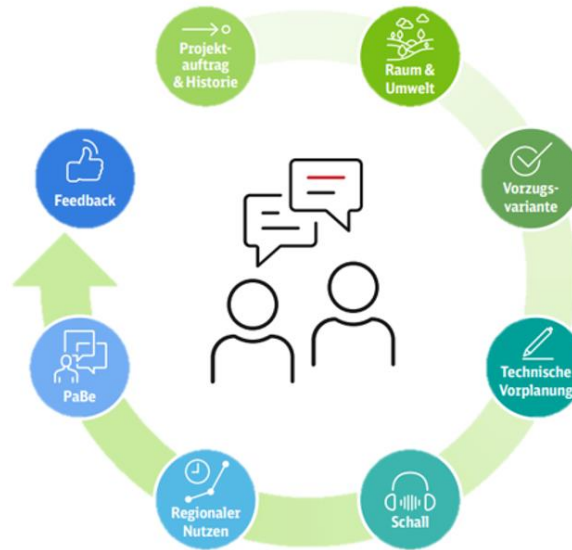 Projekt-
auftrag
& Historie
Raum &
Umwelt
Vorzugs-
variante
Technische
Vorplanung
Schall
Regionaler
Nutzen
PaBe
Feedback